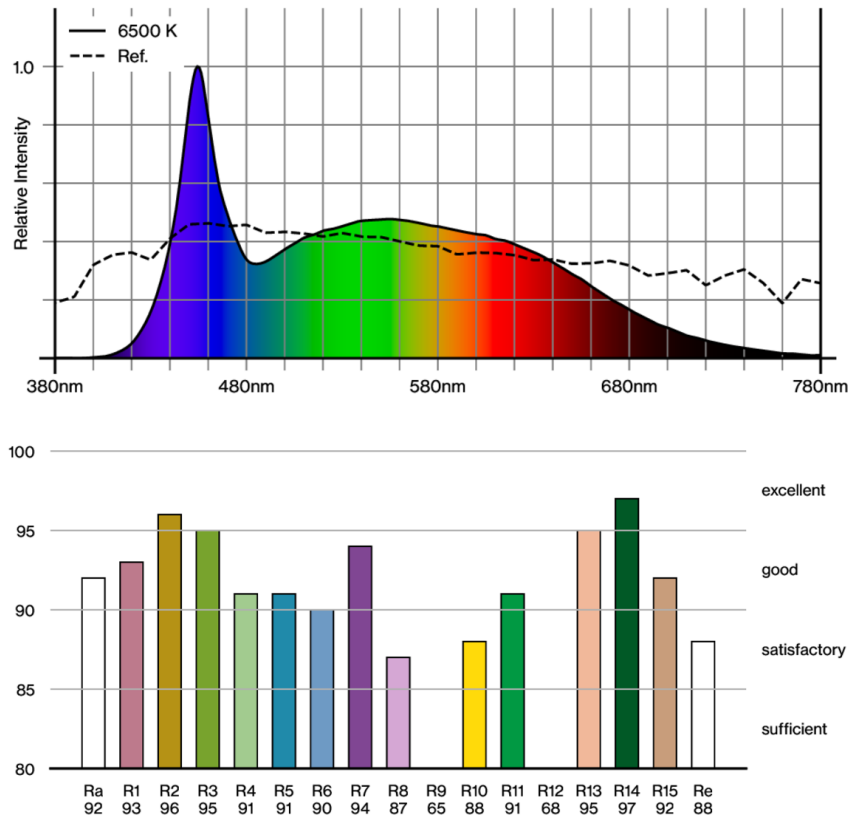 6500 K
Ref.
1.0
Relative Intensity
380nm 480nm 580nm 680nm 780nm
100
excellent
95
good
90
satisfactory
85
sufficient
80
Ra R1 R2 R3 R4 R5 R6 R7 R8 R9 R10 R11 R12 R13 R14 R15 Re
92 93 96 95 91 91 90 94 87 65 88 91 68 95 97 92 88